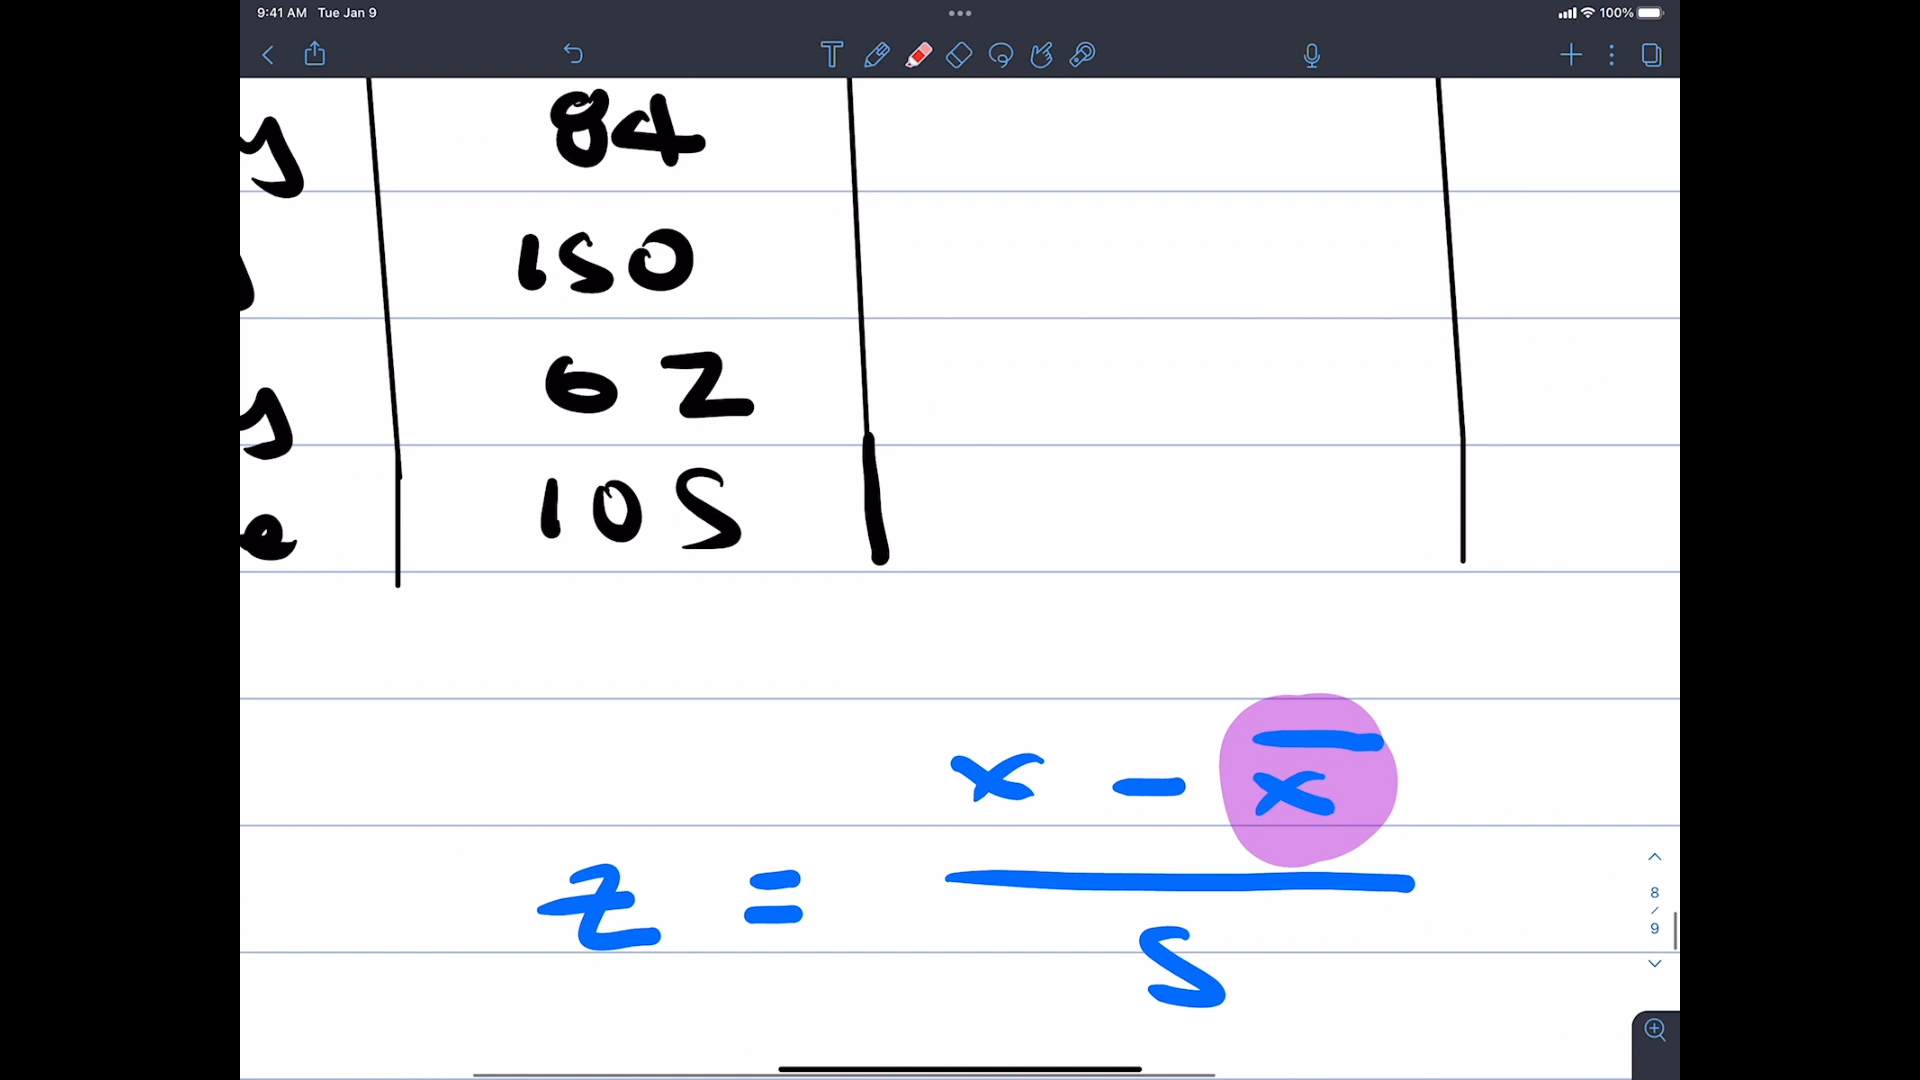 9:41 AM Tue Jan 9
100%
y 84
150
y 62
e 105
x - x̄
z =
s
8
/
9